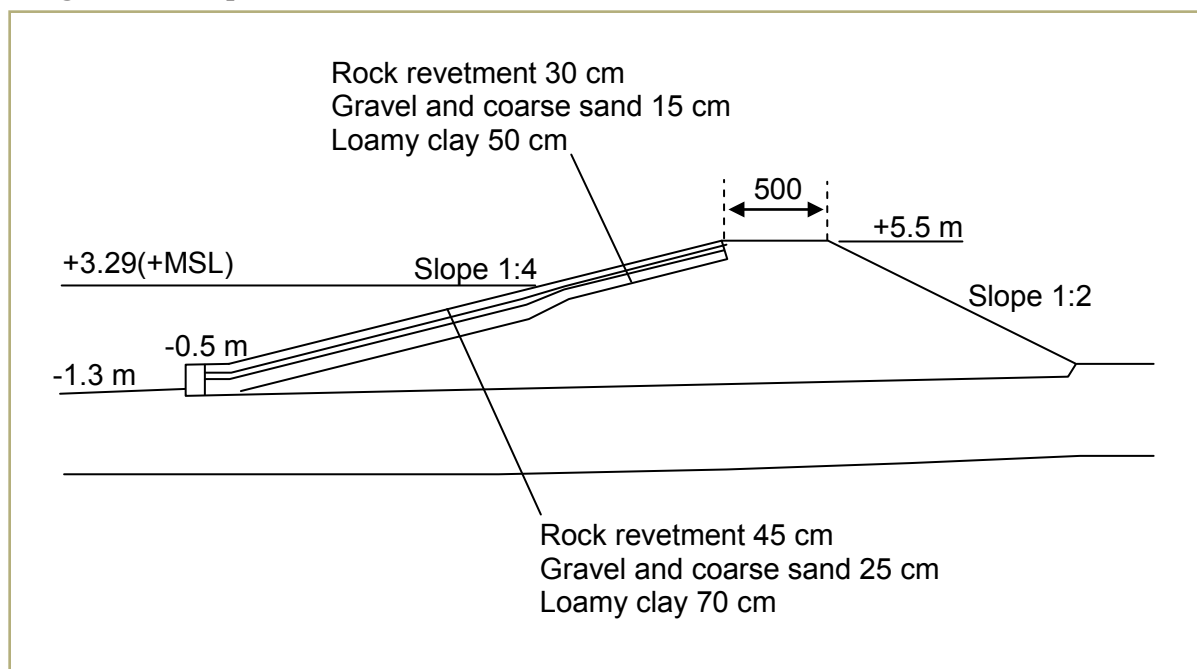 Rock revetment 30 cm
Gravel and coarse sand 15 cm
Loamy clay 50 cm
500
+5.5 m
+3.29(+MSL)
Slope 1:4
Slope 1:2
-0.5 m
-1.3 m
Rock revetment 45 cm
Gravel and coarse sand 25 cm
Loamy clay 70 cm